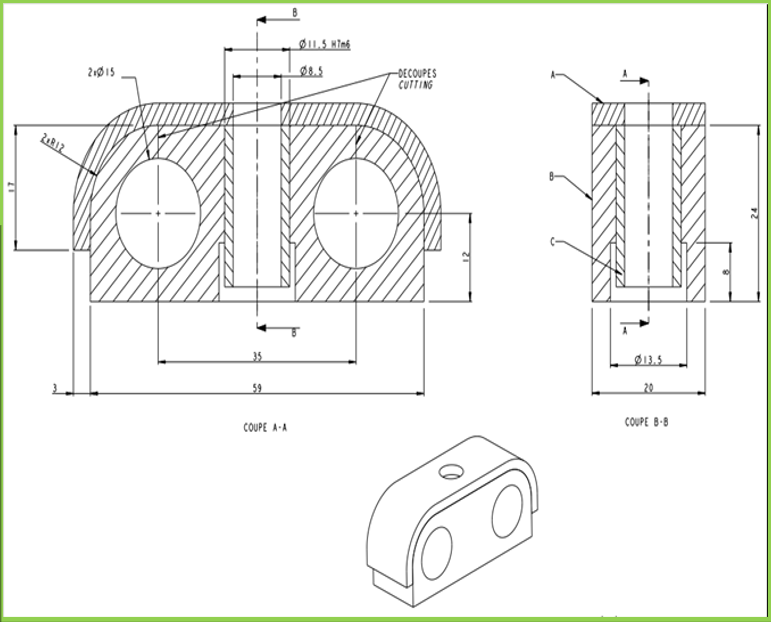 B
Ø11,5 H7m6
Ø8.5
2xØ15
DECOUPES
CUTTING
2xR12
17
12
B
35
3
59
COUPE A-A
A
A
B
C
24
8
A
Ø13,5
20
COUPE B-B